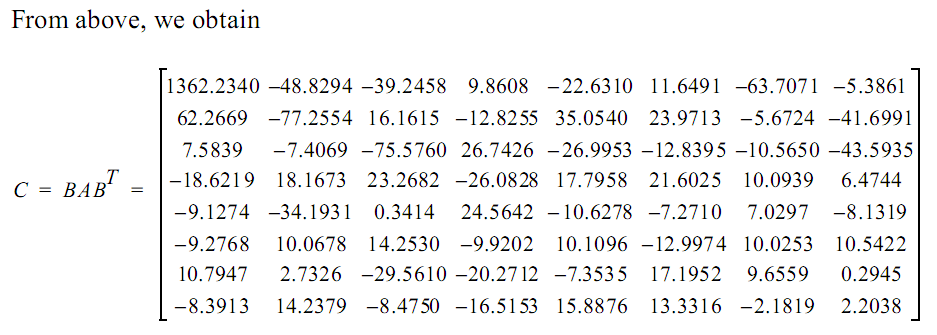 From above, we obtain
1362.2340 –48.8294 –39.2458 9.8608 –22.6310 11.6491 –63.7071 –5.3861
62.2669 –77.2554 16.1615 –12.8255 35.0540 23.9713 –5.6724 –41.6991
7.5839 –7.4069 –75.5760 26.7426 –26.9953 –12.8395 –10.5650 –43.5935
C = BAB^T = –18.6219 18.1673 23.2682 –26.0828 17.7958 21.6025 10.0939 6.4744
–9.1274 –34.1931 0.3414 24.5642 –10.6278 –7.2710 7.0297 –8.1319
–9.2768 10.0678 14.2530 –9.9202 10.1096 –12.9974 10.0253 10.5422
10.7947 2.7326 –29.5610 –20.2712 –7.3535 17.1952 9.6559 0.2945
–8.3913 14.2379 –8.4750 –16.5153 15.8876 13.3316 –2.1819 2.2038